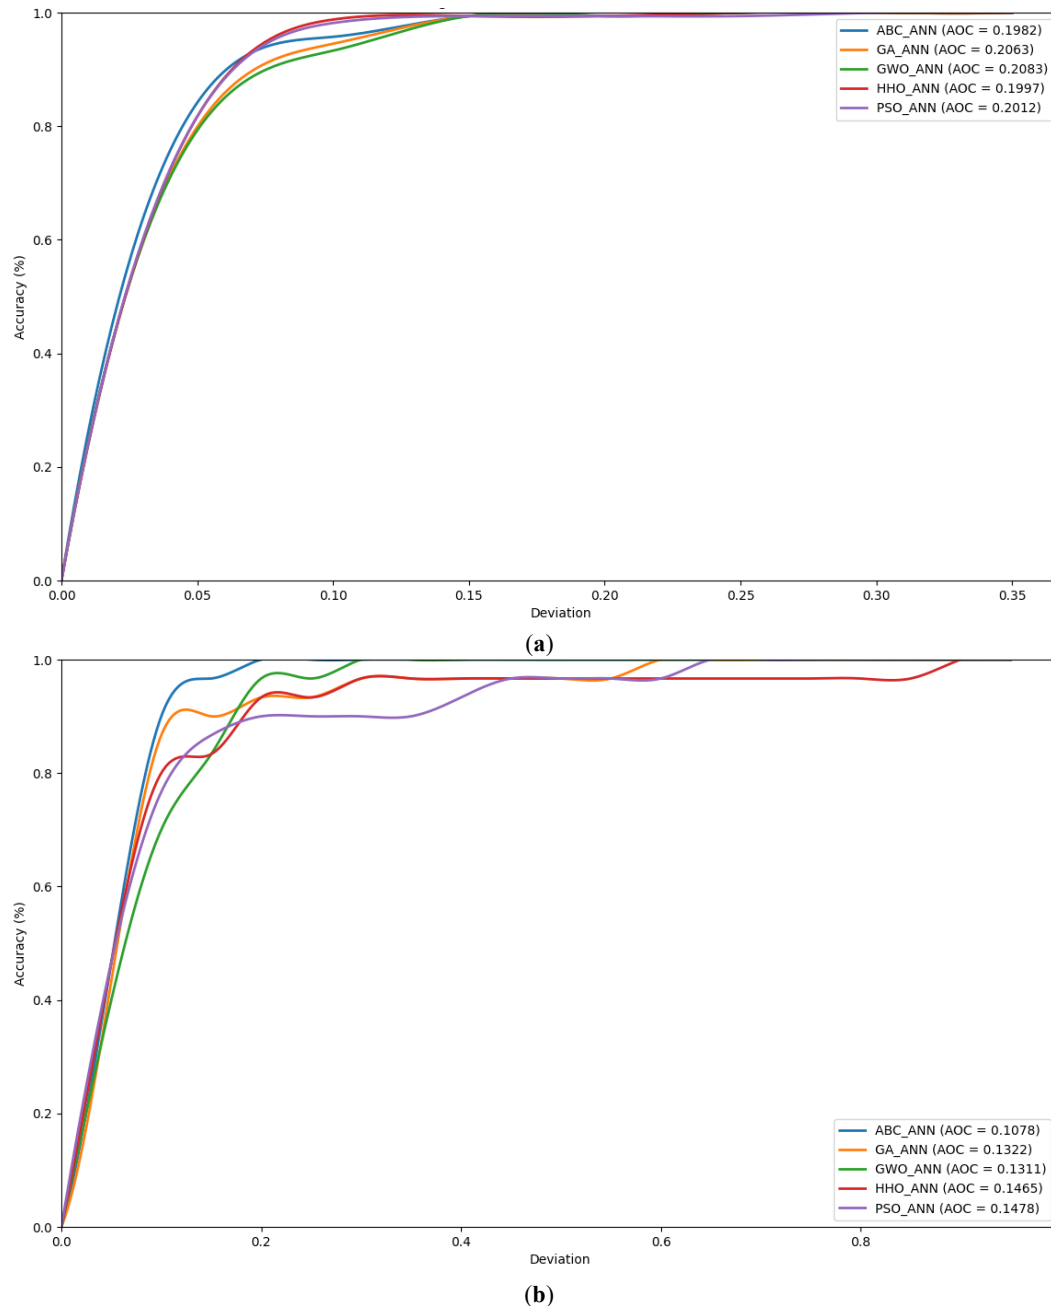 1.0
0.8
0.6
0.4
0.2
0.0
Accuracy (%)
ABC_ANN (AOC = 0.1982)
GA_ANN (AOC = 0.2063)
GWO_ANN (AOC = 0.2083)
HHO_ANN (AOC = 0.1997)
PSO_ANN (AOC = 0.2012)
0.00 0.05 0.10 0.15 0.20 0.25 0.30 0.35
Deviation
(a)
1.0
0.8
0.6
0.4
0.2
0.0
Accuracy (%)
ABC_ANN (AOC = 0.1078)
GA_ANN (AOC = 0.1322)
GWO_ANN (AOC = 0.1311)
HHO_ANN (AOC = 0.1465)
PSO_ANN (AOC = 0.1478)
0.0 0.2 0.4 0.6 0.8
Deviation
(b)